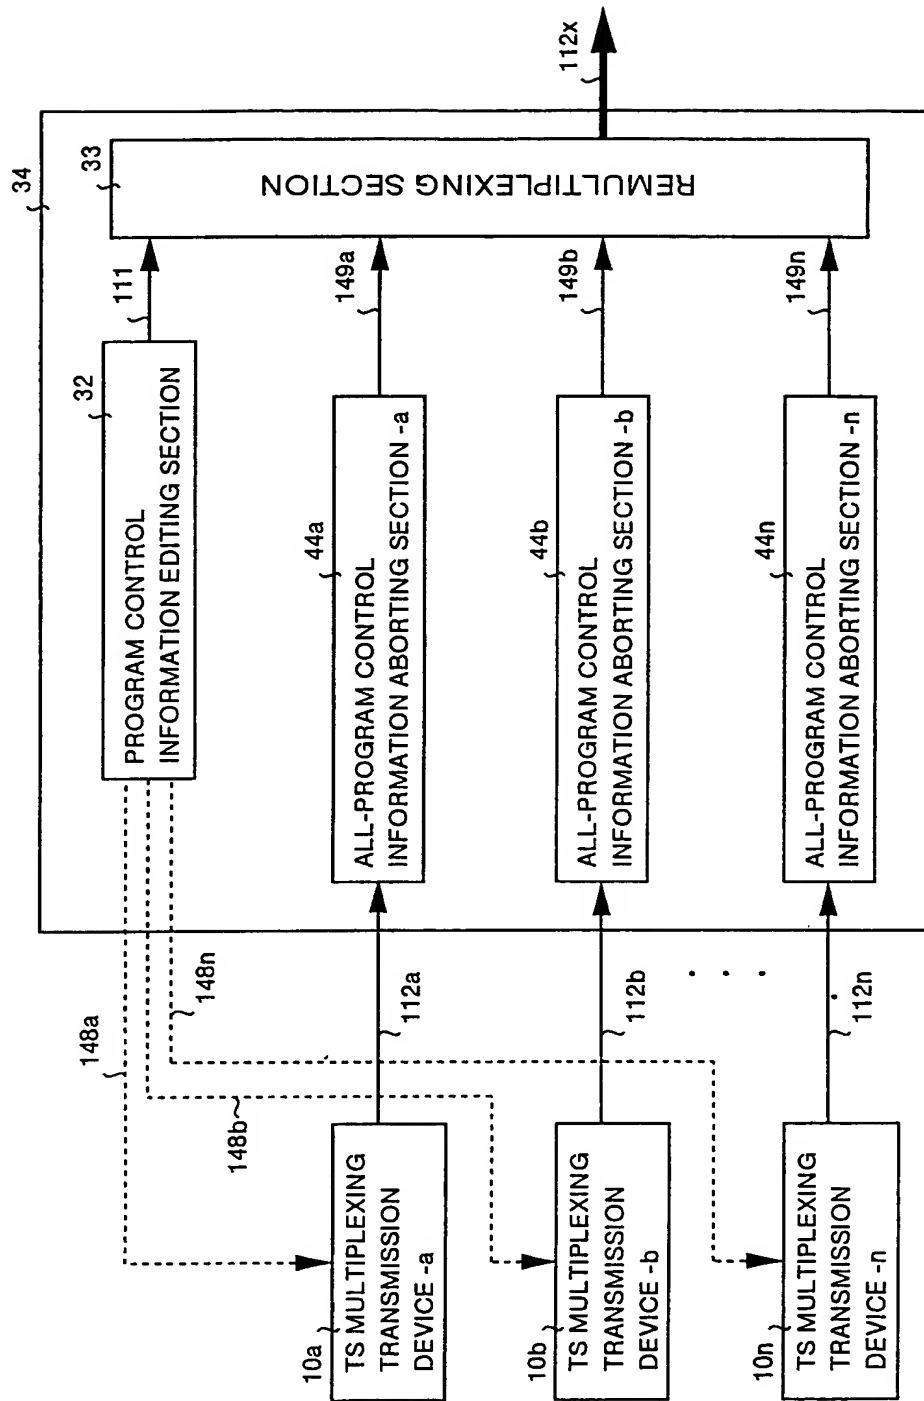 34
33
REMULTIPLEXING SECTION
112x
111
149a
149b
149n
32
PROGRAM CONTROL
INFORMATION EDITING SECTION
44a
ALL-PROGRAM CONTROL
INFORMATION ABORTING SECTION -a
44b
ALL-PROGRAM CONTROL
INFORMATION ABORTING SECTION -b
44n
ALL-PROGRAM CONTROL
INFORMATION ABORTING SECTION -n
148a
148b
148n
112a
112b
112n
10a
TS MULTIPLEXING
TRANSMISSION
DEVICE -a
10b
TS MULTIPLEXING
TRANSMISSION
DEVICE -b
10n
TS MULTIPLEXING
TRANSMISSION
DEVICE -n